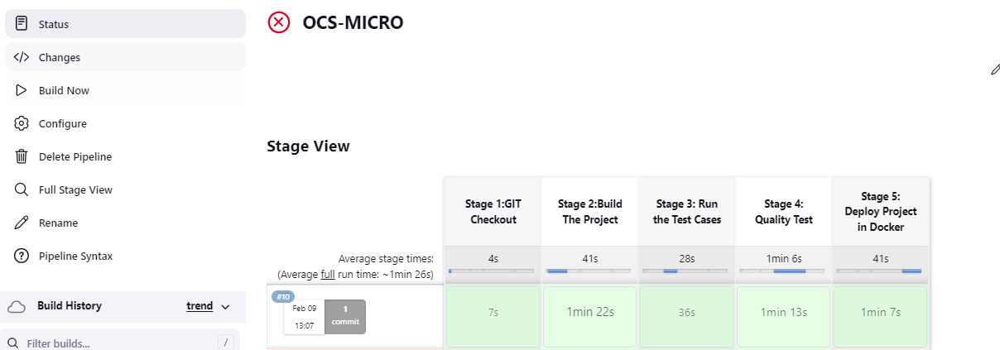 Status
Changes
Build Now
Configure
Delete Pipeline
Full Stage View
Rename
Pipeline Syntax
Build History
trend
Filter builds...
/
OCS-MICRO
Stage View
Stage 1:GIT
Checkout
Stage 2:Build
The Project
Stage 3: Run
the Test Cases
Stage 4:
Quality Test
Stage 5:
Deploy Project
in Docker
Average stage times:
(Average full run time: ~1min 26s)
4s
41s
28s
1min 6s
41s
#10
Feb 09
13:07
1
commit
7s
1min 22s
36s
1min 13s
1min 7s